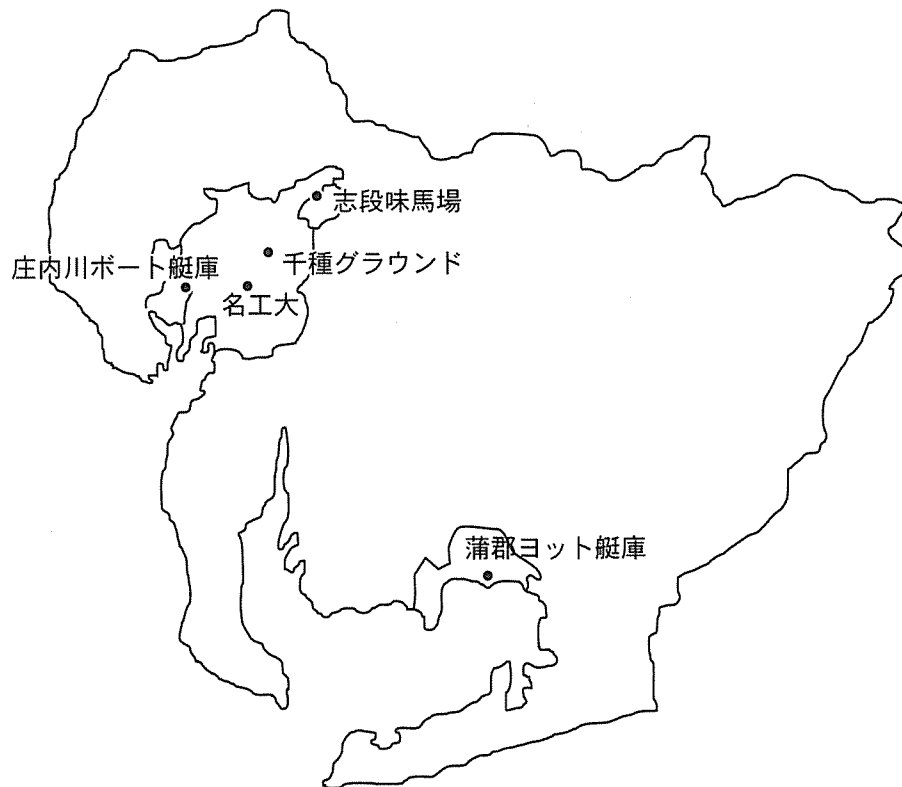 志段味馬場
千種グラウンド
庄内川ボート艇庫
名工大
蒲郡ヨット艇庫